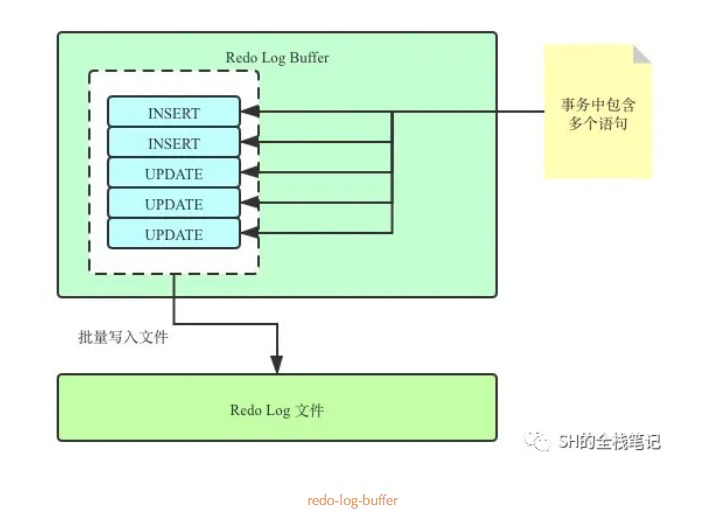 Redo Log Buffer
INSERT
INSERT
UPDATE
UPDATE
UPDATE
事务中包含
多个语句
批量写入文件
Redo Log 文件
SH的全栈笔记
redo-log-buffer